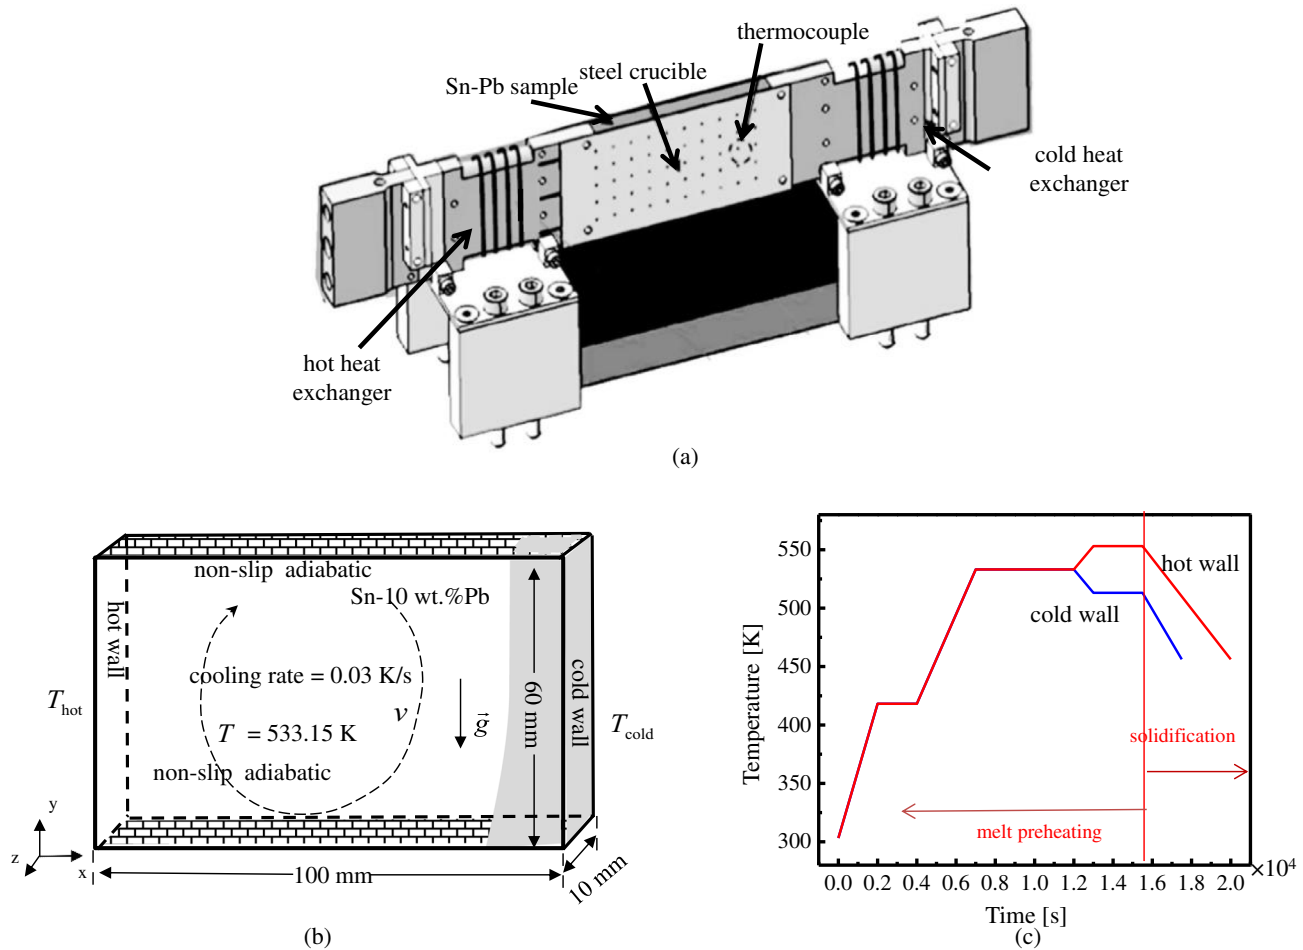 thermocouple
steel crucible
Sn-Pb sample
cold heat
exchanger
hot heat
exchanger
(a)
non-slip adiabatic
Sn-10 wt.%Pb
hot wall
cooling rate = 0.03 K/s
60 mm
cold wall
T_hot
v
g
T = 533.15 K
T_cold
non-slip adiabatic
y
z
x
100 mm
10 mm
(b)
550
500
450
400
350
300
Temperature [K]
hot wall
cold wall
solidification
melt preheating
0.0 0.2 0.4 0.6 0.8 1.0 1.2 1.4 1.6 1.8 2.0
×10⁴
Time [s]
(c)